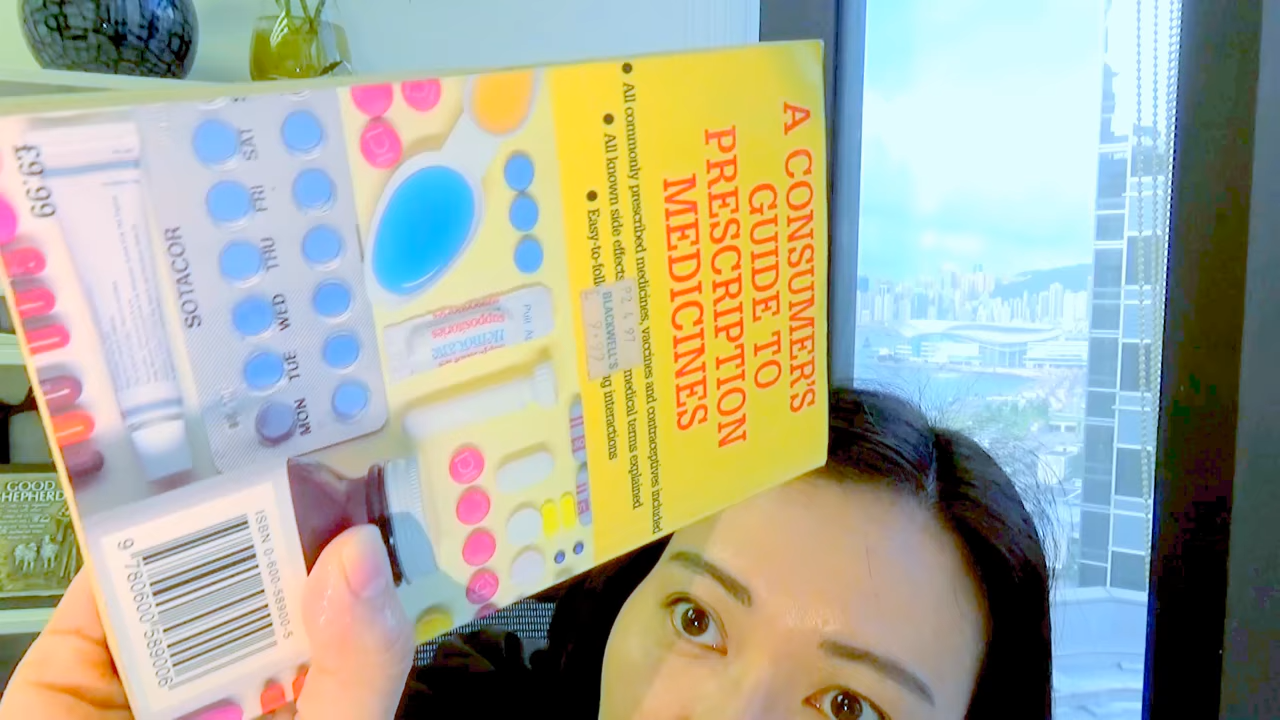 A CONSUMER'S
GUIDE TO
PRESCRIPTION
MEDICINES
● All commonly prescribed medicines, vaccines and contraceptives included
● All known side effects medical terms explained
● Easy-to-foll g interactions
BLACKWELL'S
Pull
SOTACOR
MON TUE WED THU FRI SAT
£9.99
ISBN 0-600-58900-5
9 780600 589006
GOOD
SHEPHERD